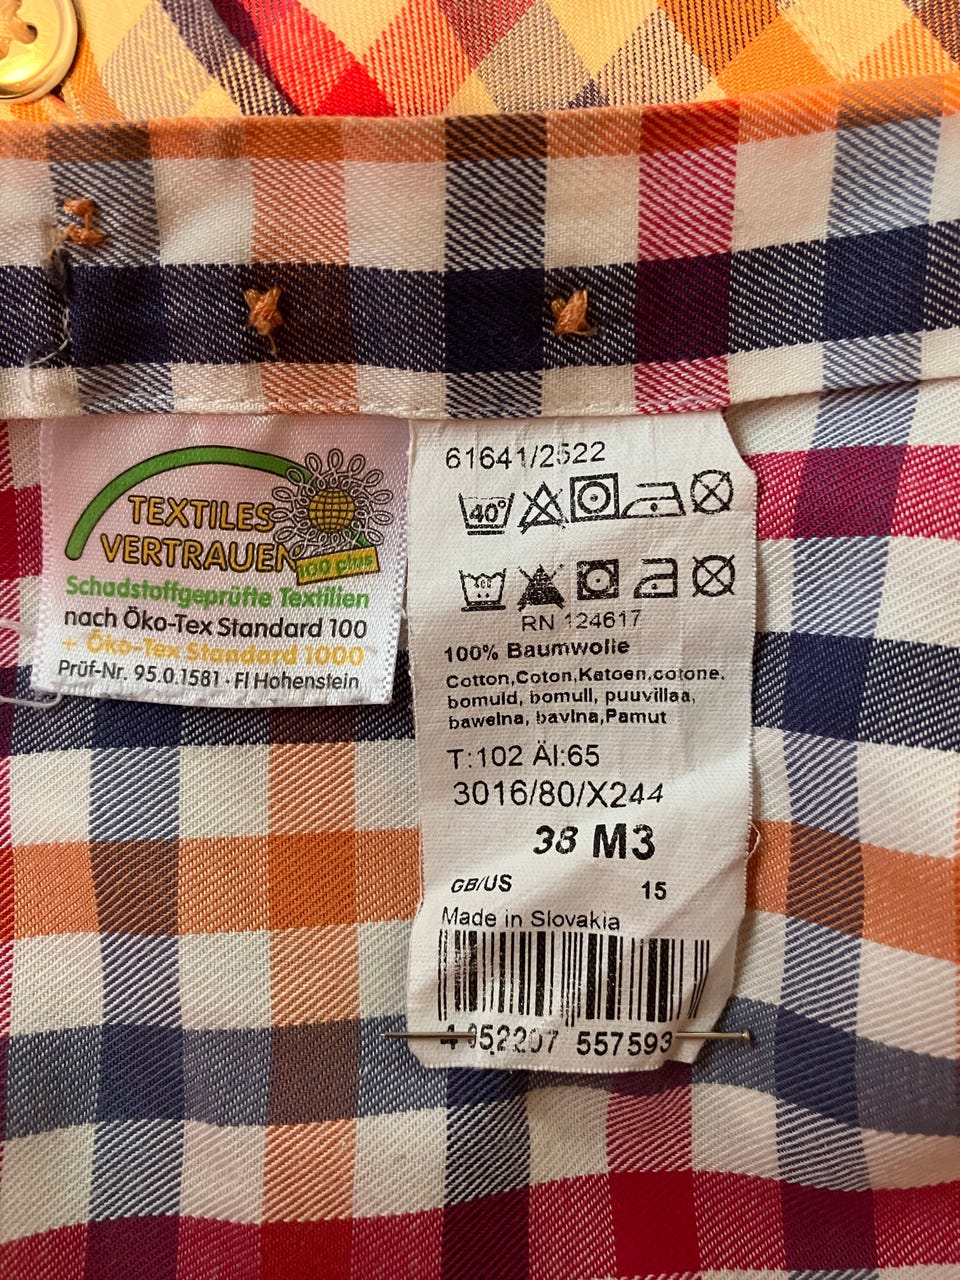 TEXTILES
VERTRAUEN
100 plus
Schadstoffgeprüfte Textilien
nach Öko-Tex Standard 100
+ Öko-Tex Standard 1000
Prüf-Nr. 95.0.1581 · FI Hohenstein
61641/2522
40°
RN 124617
100% Baumwolle
Cotton,Coton,Katoen,cotone,
bomuld, bomull, puuvillaa,
bawelna, bavlna,Pamut
T:102 Äl:65
3016/80/X244
38 M3
GB/US 15
Made in Slovakia
4 052207 557593